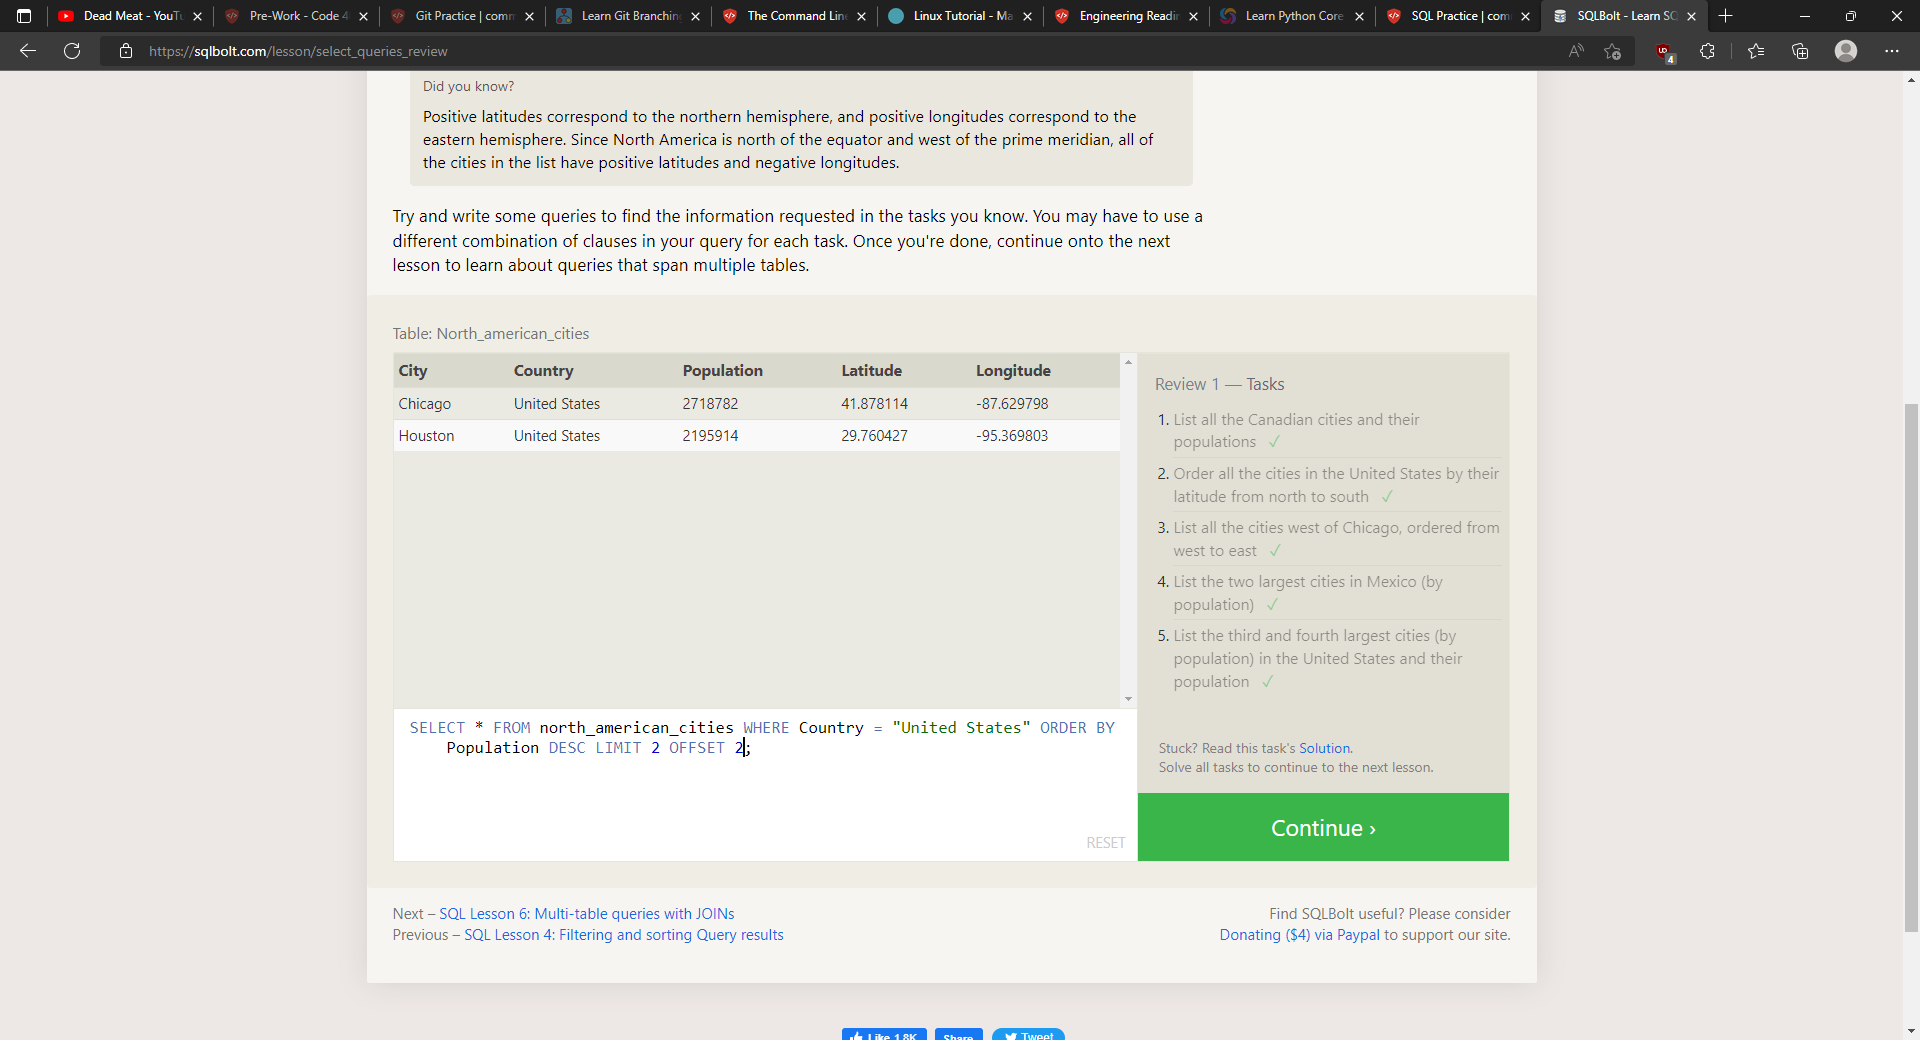 Dead Meat - YouT
Pre-Work - Code 4
Git Practice | comm
Learn Git Branchin
The Command Lin
Linux Tutorial - Ma
Engineering Readin
Learn Python Core
SQL Practice | com
SQLBolt - Learn SQ
https://sqlbolt.com/lesson/select_queries_review
4
Did you know?
Positive latitudes correspond to the northern hemisphere, and positive longitudes correspond to the
eastern hemisphere. Since North America is north of the equator and west of the prime meridian, all of
the cities in the list have positive latitudes and negative longitudes.
Try and write some queries to find the information requested in the tasks you know. You may have to use a
different combination of clauses in your query for each task. Once you're done, continue onto the next
lesson to learn about queries that span multiple tables.
Table: North_american_cities
City Country Population Latitude Longitude
Chicago United States 2718782 41.878114 -87.629798
Houston United States 2195914 29.760427 -95.369803
SELECT * FROM north_american_cities WHERE Country = "United States" ORDER BY
Population DESC LIMIT 2 OFFSET 2;
RESET
Review 1 — Tasks
1. List all the Canadian cities and their
populations ✓
2. Order all the cities in the United States by their
latitude from north to south ✓
3. List all the cities west of Chicago, ordered from
west to east ✓
4. List the two largest cities in Mexico (by
population) ✓
5. List the third and fourth largest cities (by
population) in the United States and their
population ✓
Stuck? Read this task's Solution.
Solve all tasks to continue to the next lesson.
Continue ›
Next – SQL Lesson 6: Multi-table queries with JOINs
Previous – SQL Lesson 4: Filtering and sorting Query results
Find SQLBolt useful? Please consider
Donating ($4) via Paypal to support our site.
Like 1.8K
Share
Tweet